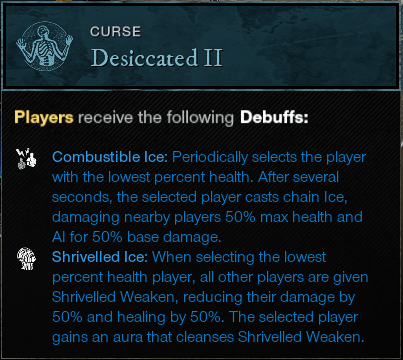 CURSE
Desiccated II
Players receive the following Debuffs:
Combustible Ice: Periodically selects the player
with the lowest percent health. After several
seconds, the selected player casts chain Ice,
damaging nearby players 50% max health and
AI for 50% base damage.
Shrivelled Ice: When selecting the lowest
percent health player, all other players are given
Shrivelled Weaken, reducing their damage by
50% and healing by 50%. The selected player
gains an aura that cleanses Shrivelled Weaken.